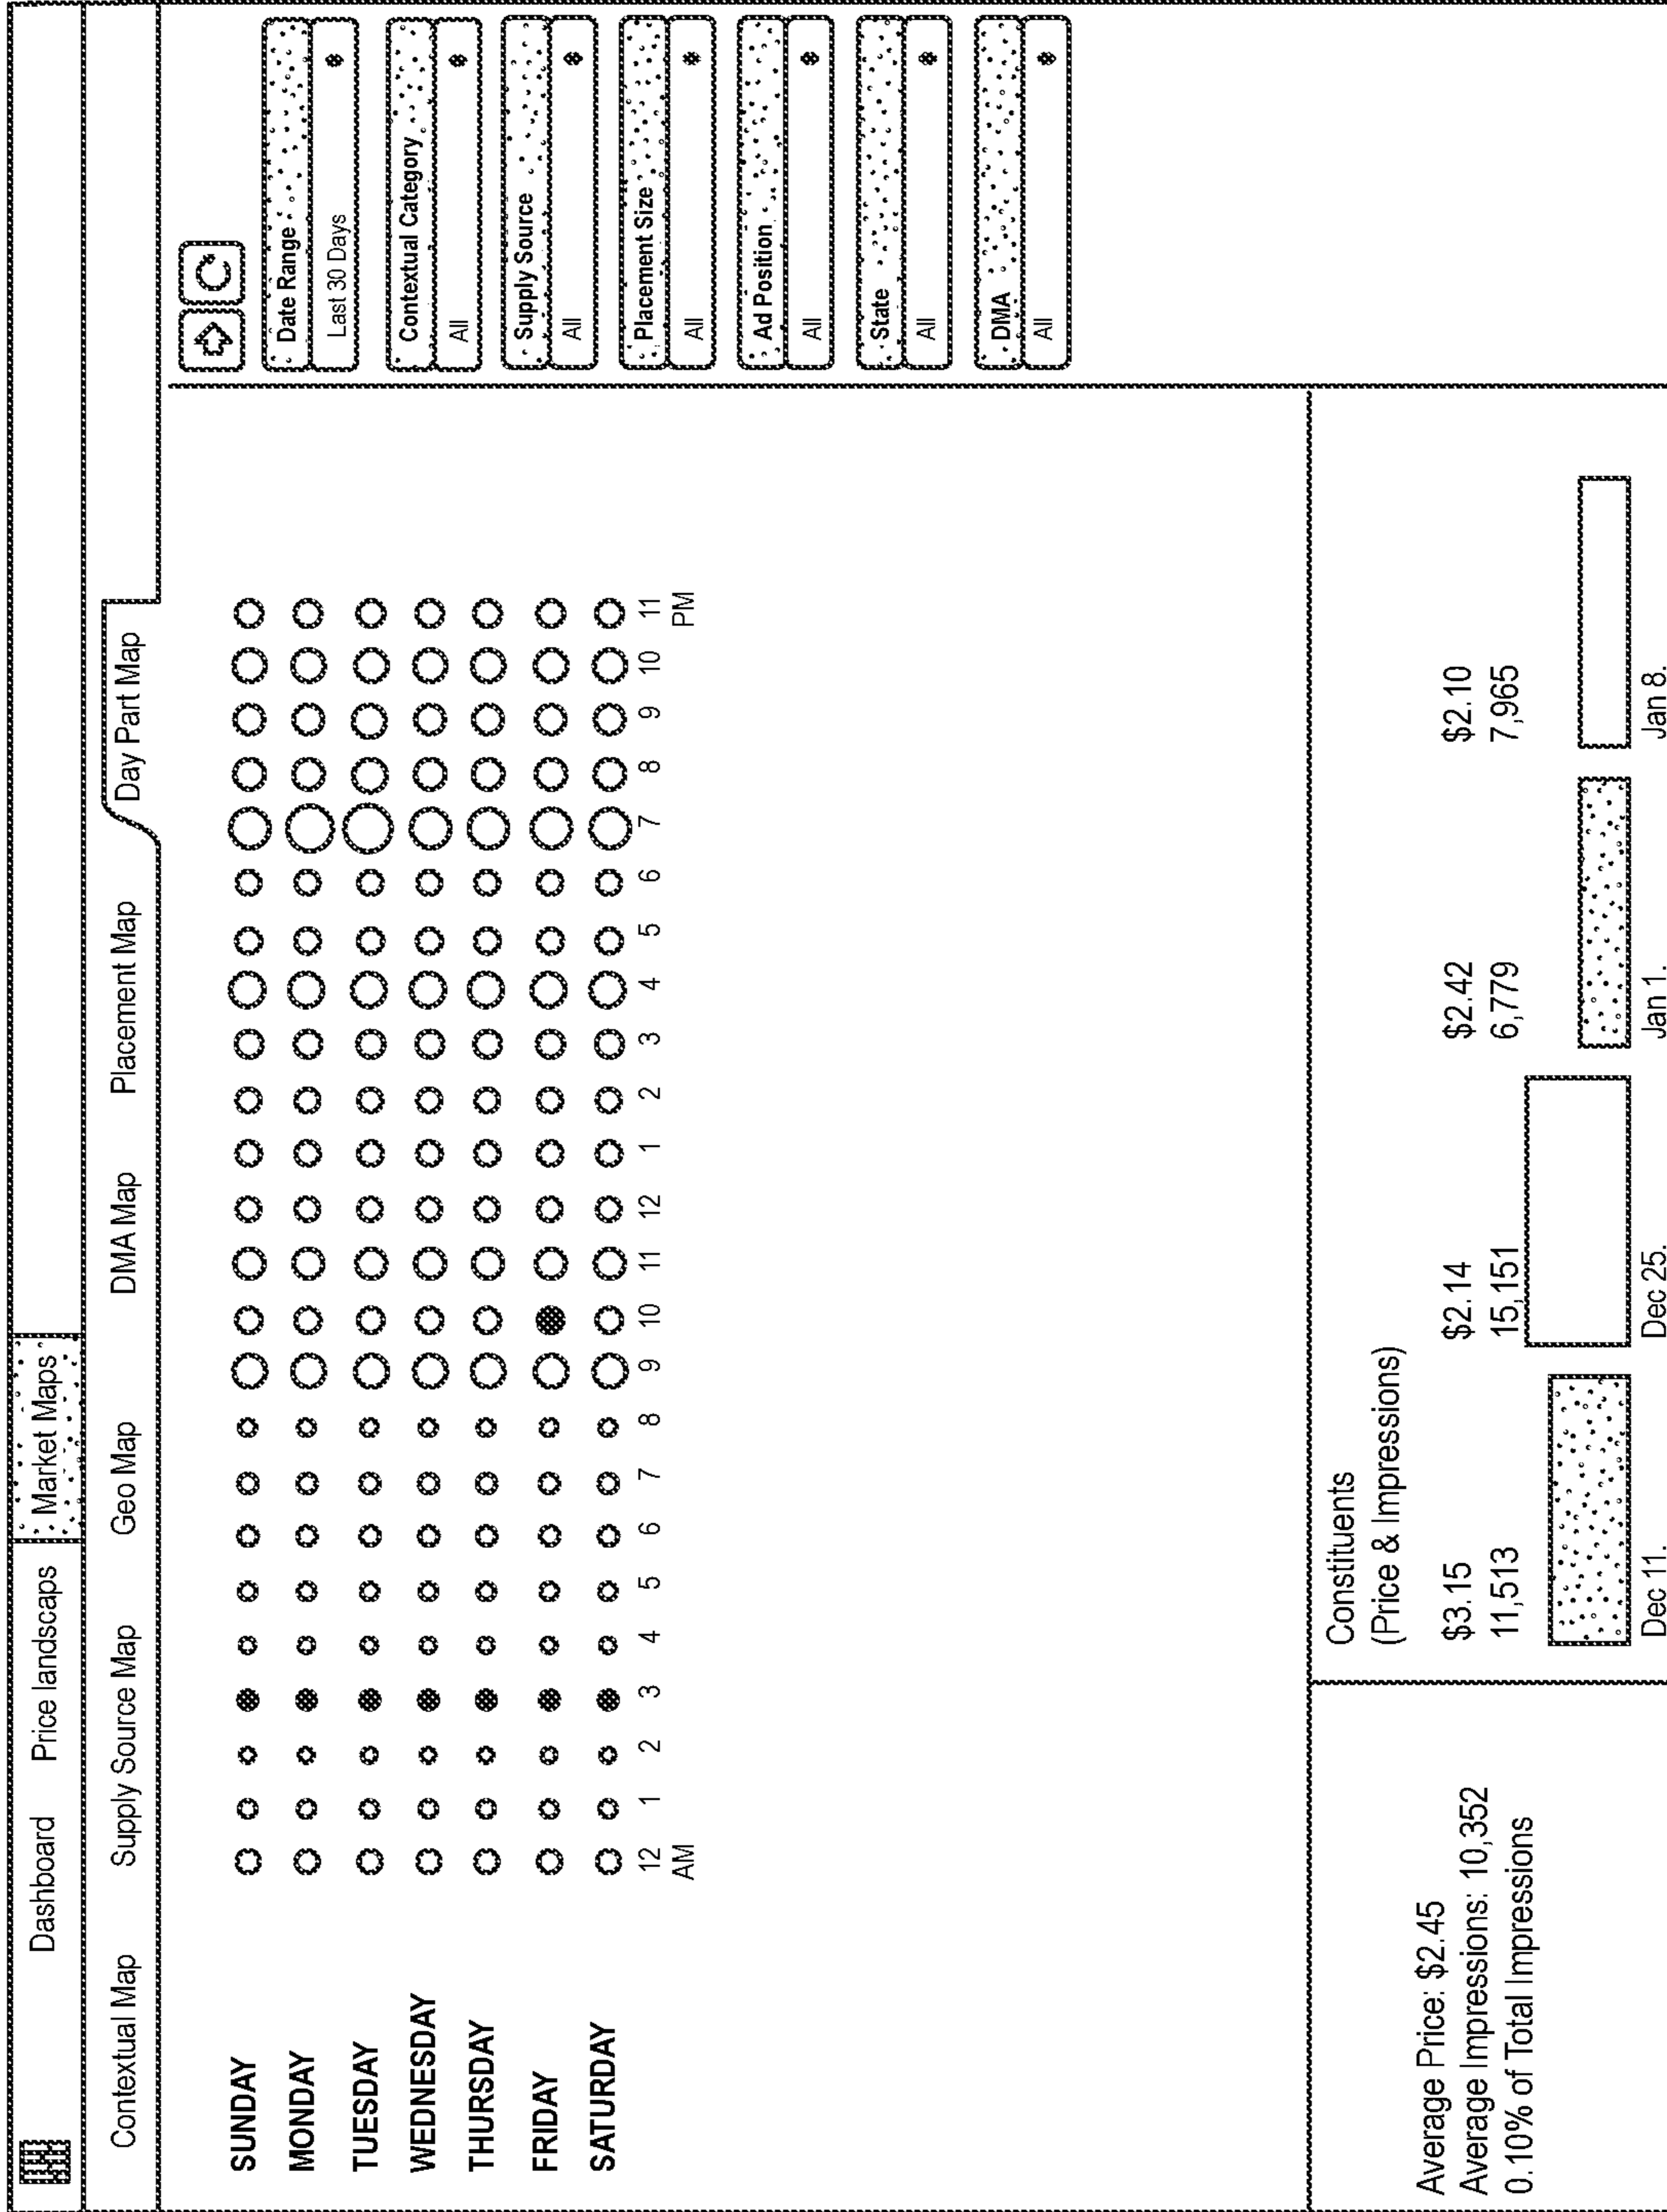 Dashboard Price landscaps Market Maps
Contextual Map Supply Source Map Geo Map DMA Map Placement Map Day Part Map
SUNDAY
MONDAY
TUESDAY
WEDNESDAY
THURSDAY
FRIDAY
SATURDAY
12 1 2 3 4 5 6 7 8 9 10 11 12 1 2 3 4 5 6 7 8 9 10 11
AM PM
Date Range
Last 30 Days
Contextual Category
All
Supply Source
All
Placement Size
All
Ad Position
All
State
All
DMA
All
Average Price: $2.45
Average Impressions: 10,352
0.10% of Total Impressions
Constituents
(Price & Impressions)
$3.15 $2.14 $2.42 $2.10
11,513 15,151 6,779 7,965
Dec 11. Dec 25. Jan 1. Jan 8.